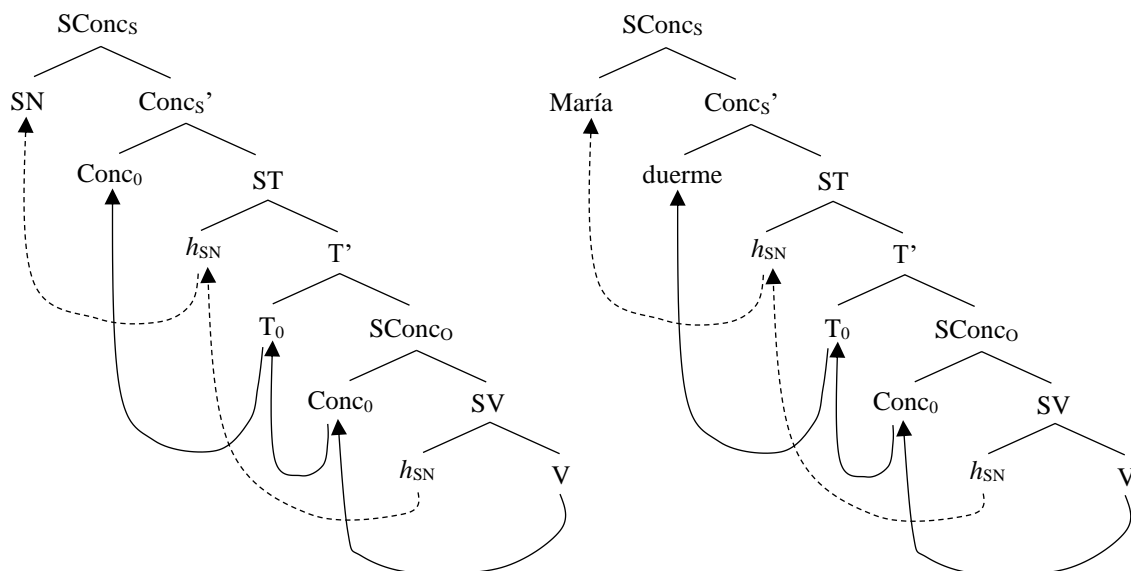 SConcS SConcS
SN ConcS’ María ConcS’
Conc0 ST duerme ST
hSN T’ hSN T’
T0 SConcO T0 SConcO
Conc0 SV Conc0 SV
hSN V hSN V